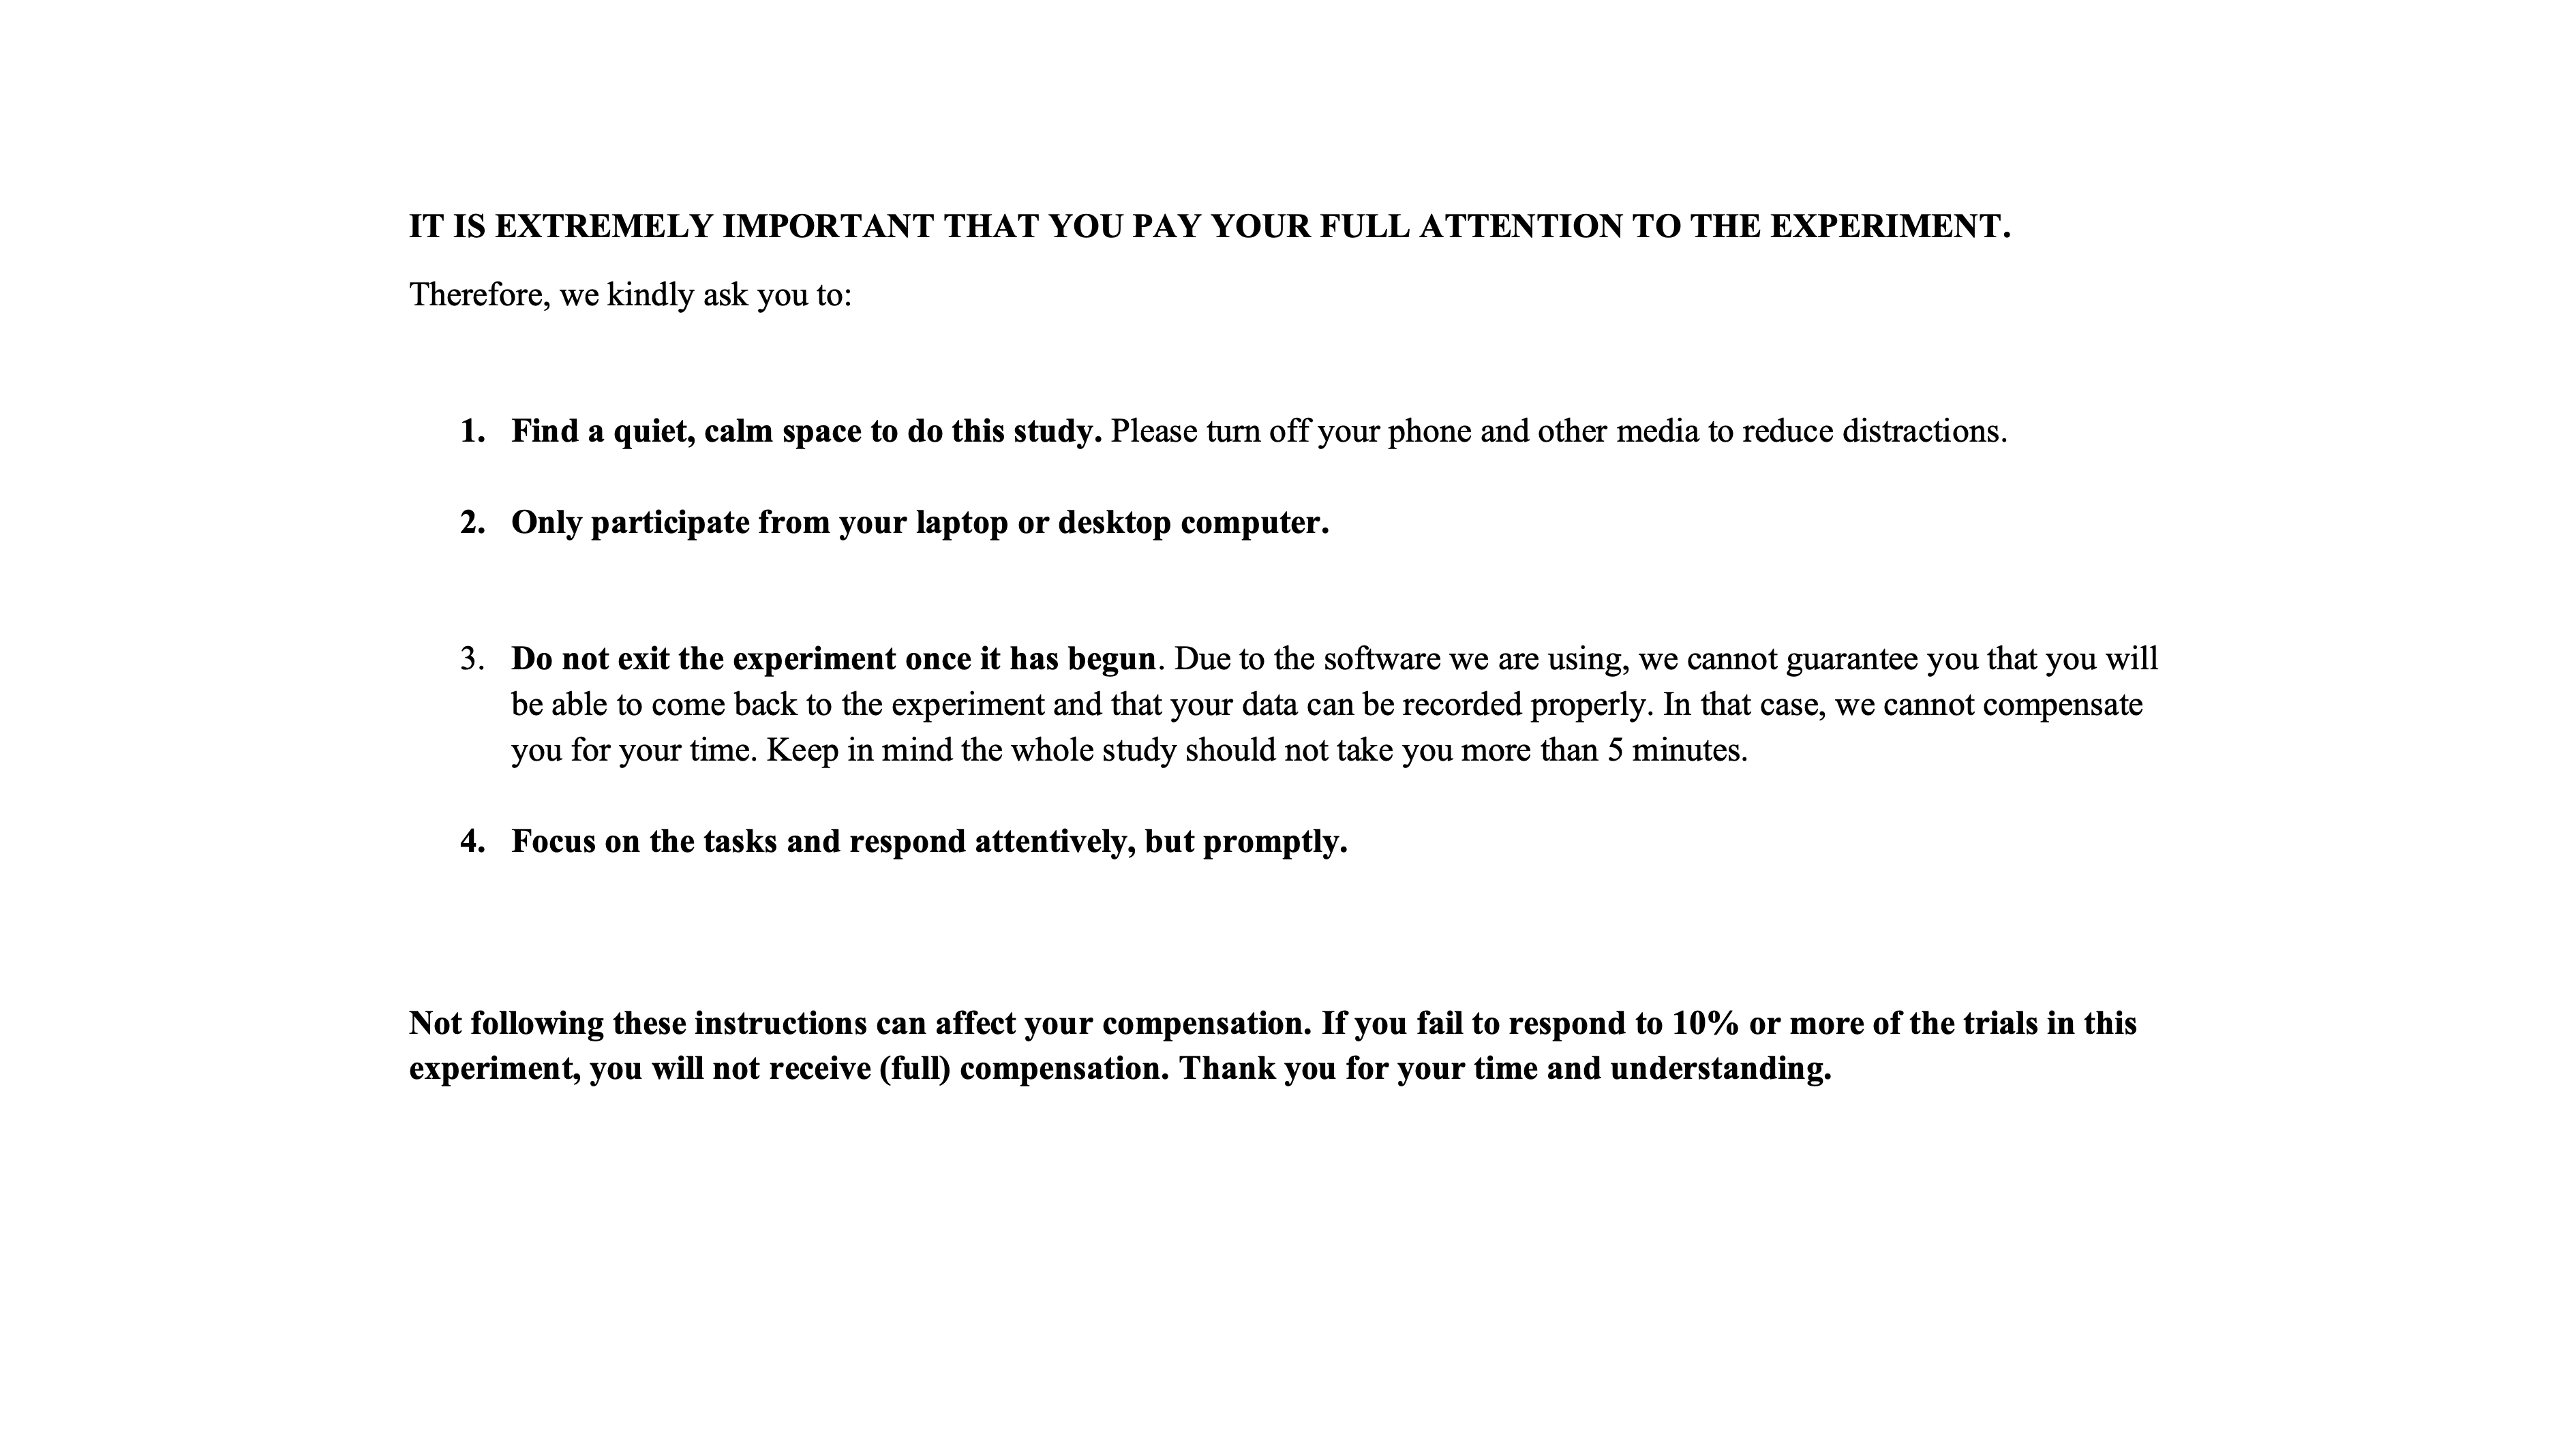 IT IS EXTREMELY IMPORTANT THAT YOU PAY YOUR FULL ATTENTION TO THE EXPERIMENT.
Therefore, we kindly ask you to:
1. Find a quiet, calm space to do this study. Please turn off your phone and other media to reduce distractions.
2. Only participate from your laptop or desktop computer.
3. Do not exit the experiment once it has begun. Due to the software we are using, we cannot guarantee you that you will
be able to come back to the experiment and that your data can be recorded properly. In that case, we cannot compensate
you for your time. Keep in mind the whole study should not take you more than 5 minutes.
4. Focus on the tasks and respond attentively, but promptly.
Not following these instructions can affect your compensation. If you fail to respond to 10% or more of the trials in this
experiment, you will not receive (full) compensation. Thank you for your time and understanding.